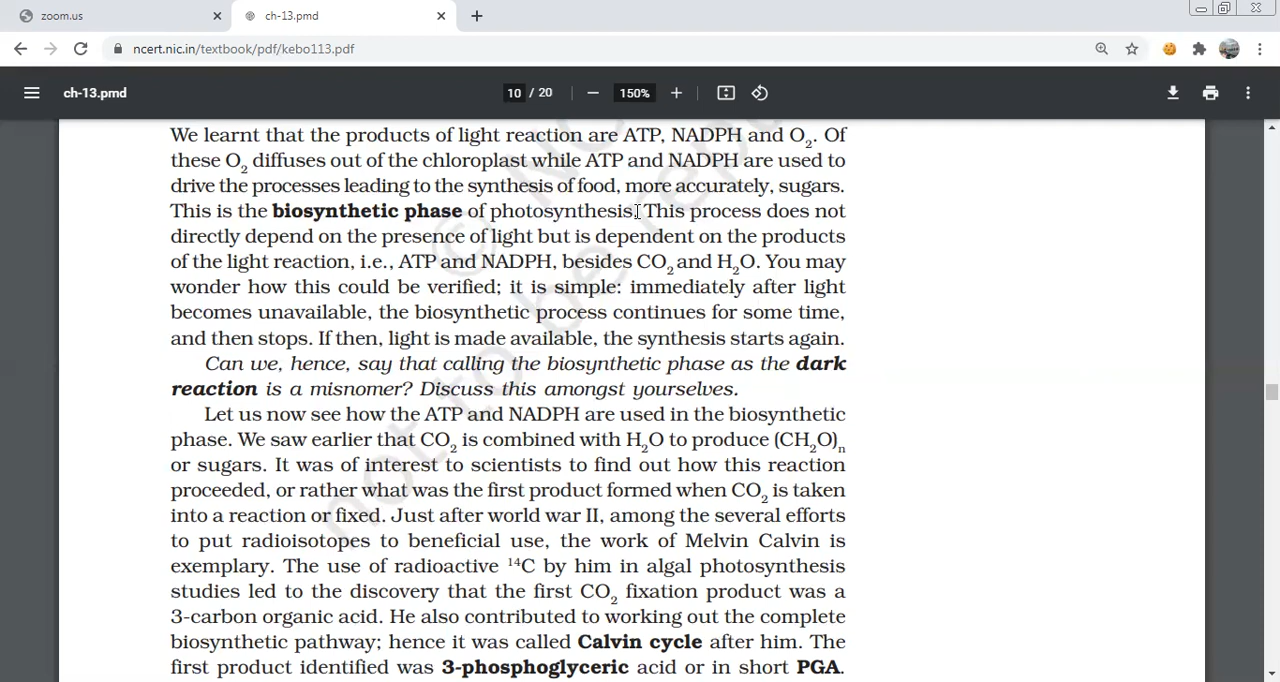 zoom.us
ch-13.pmd
ncert.nic.in/textbook/pdf/kebo113.pdf
ch-13.pmd
10 / 20
150%
We learnt that the products of light reaction are ATP, NADPH and O₂. Of
these O₂ diffuses out of the chloroplast while ATP and NADPH are used to
drive the processes leading to the synthesis of food, more accurately, sugars.
This is the biosynthetic phase of photosynthesis. This process does not
directly depend on the presence of light but is dependent on the products
of the light reaction, i.e., ATP and NADPH, besides CO₂ and H₂O. You may
wonder how this could be verified; it is simple: immediately after light
becomes unavailable, the biosynthetic process continues for some time,
and then stops. If then, light is made available, the synthesis starts again.
Can we, hence, say that calling the biosynthetic phase as the dark
reaction is a misnomer? Discuss this amongst yourselves.
Let us now see how the ATP and NADPH are used in the biosynthetic
phase. We saw earlier that CO₂ is combined with H₂O to produce (CH₂O)ₙ
or sugars. It was of interest to scientists to find out how this reaction
proceeded, or rather what was the first product formed when CO₂ is taken
into a reaction or fixed. Just after world war II, among the several efforts
to put radioisotopes to beneficial use, the work of Melvin Calvin is
exemplary. The use of radioactive ¹⁴C by him in algal photosynthesis
studies led to the discovery that the first CO₂ fixation product was a
3-carbon organic acid. He also contributed to working out the complete
biosynthetic pathway; hence it was called Calvin cycle after him. The
first product identified was 3-phosphoglyceric acid or in short PGA.
© NC
not to be repu